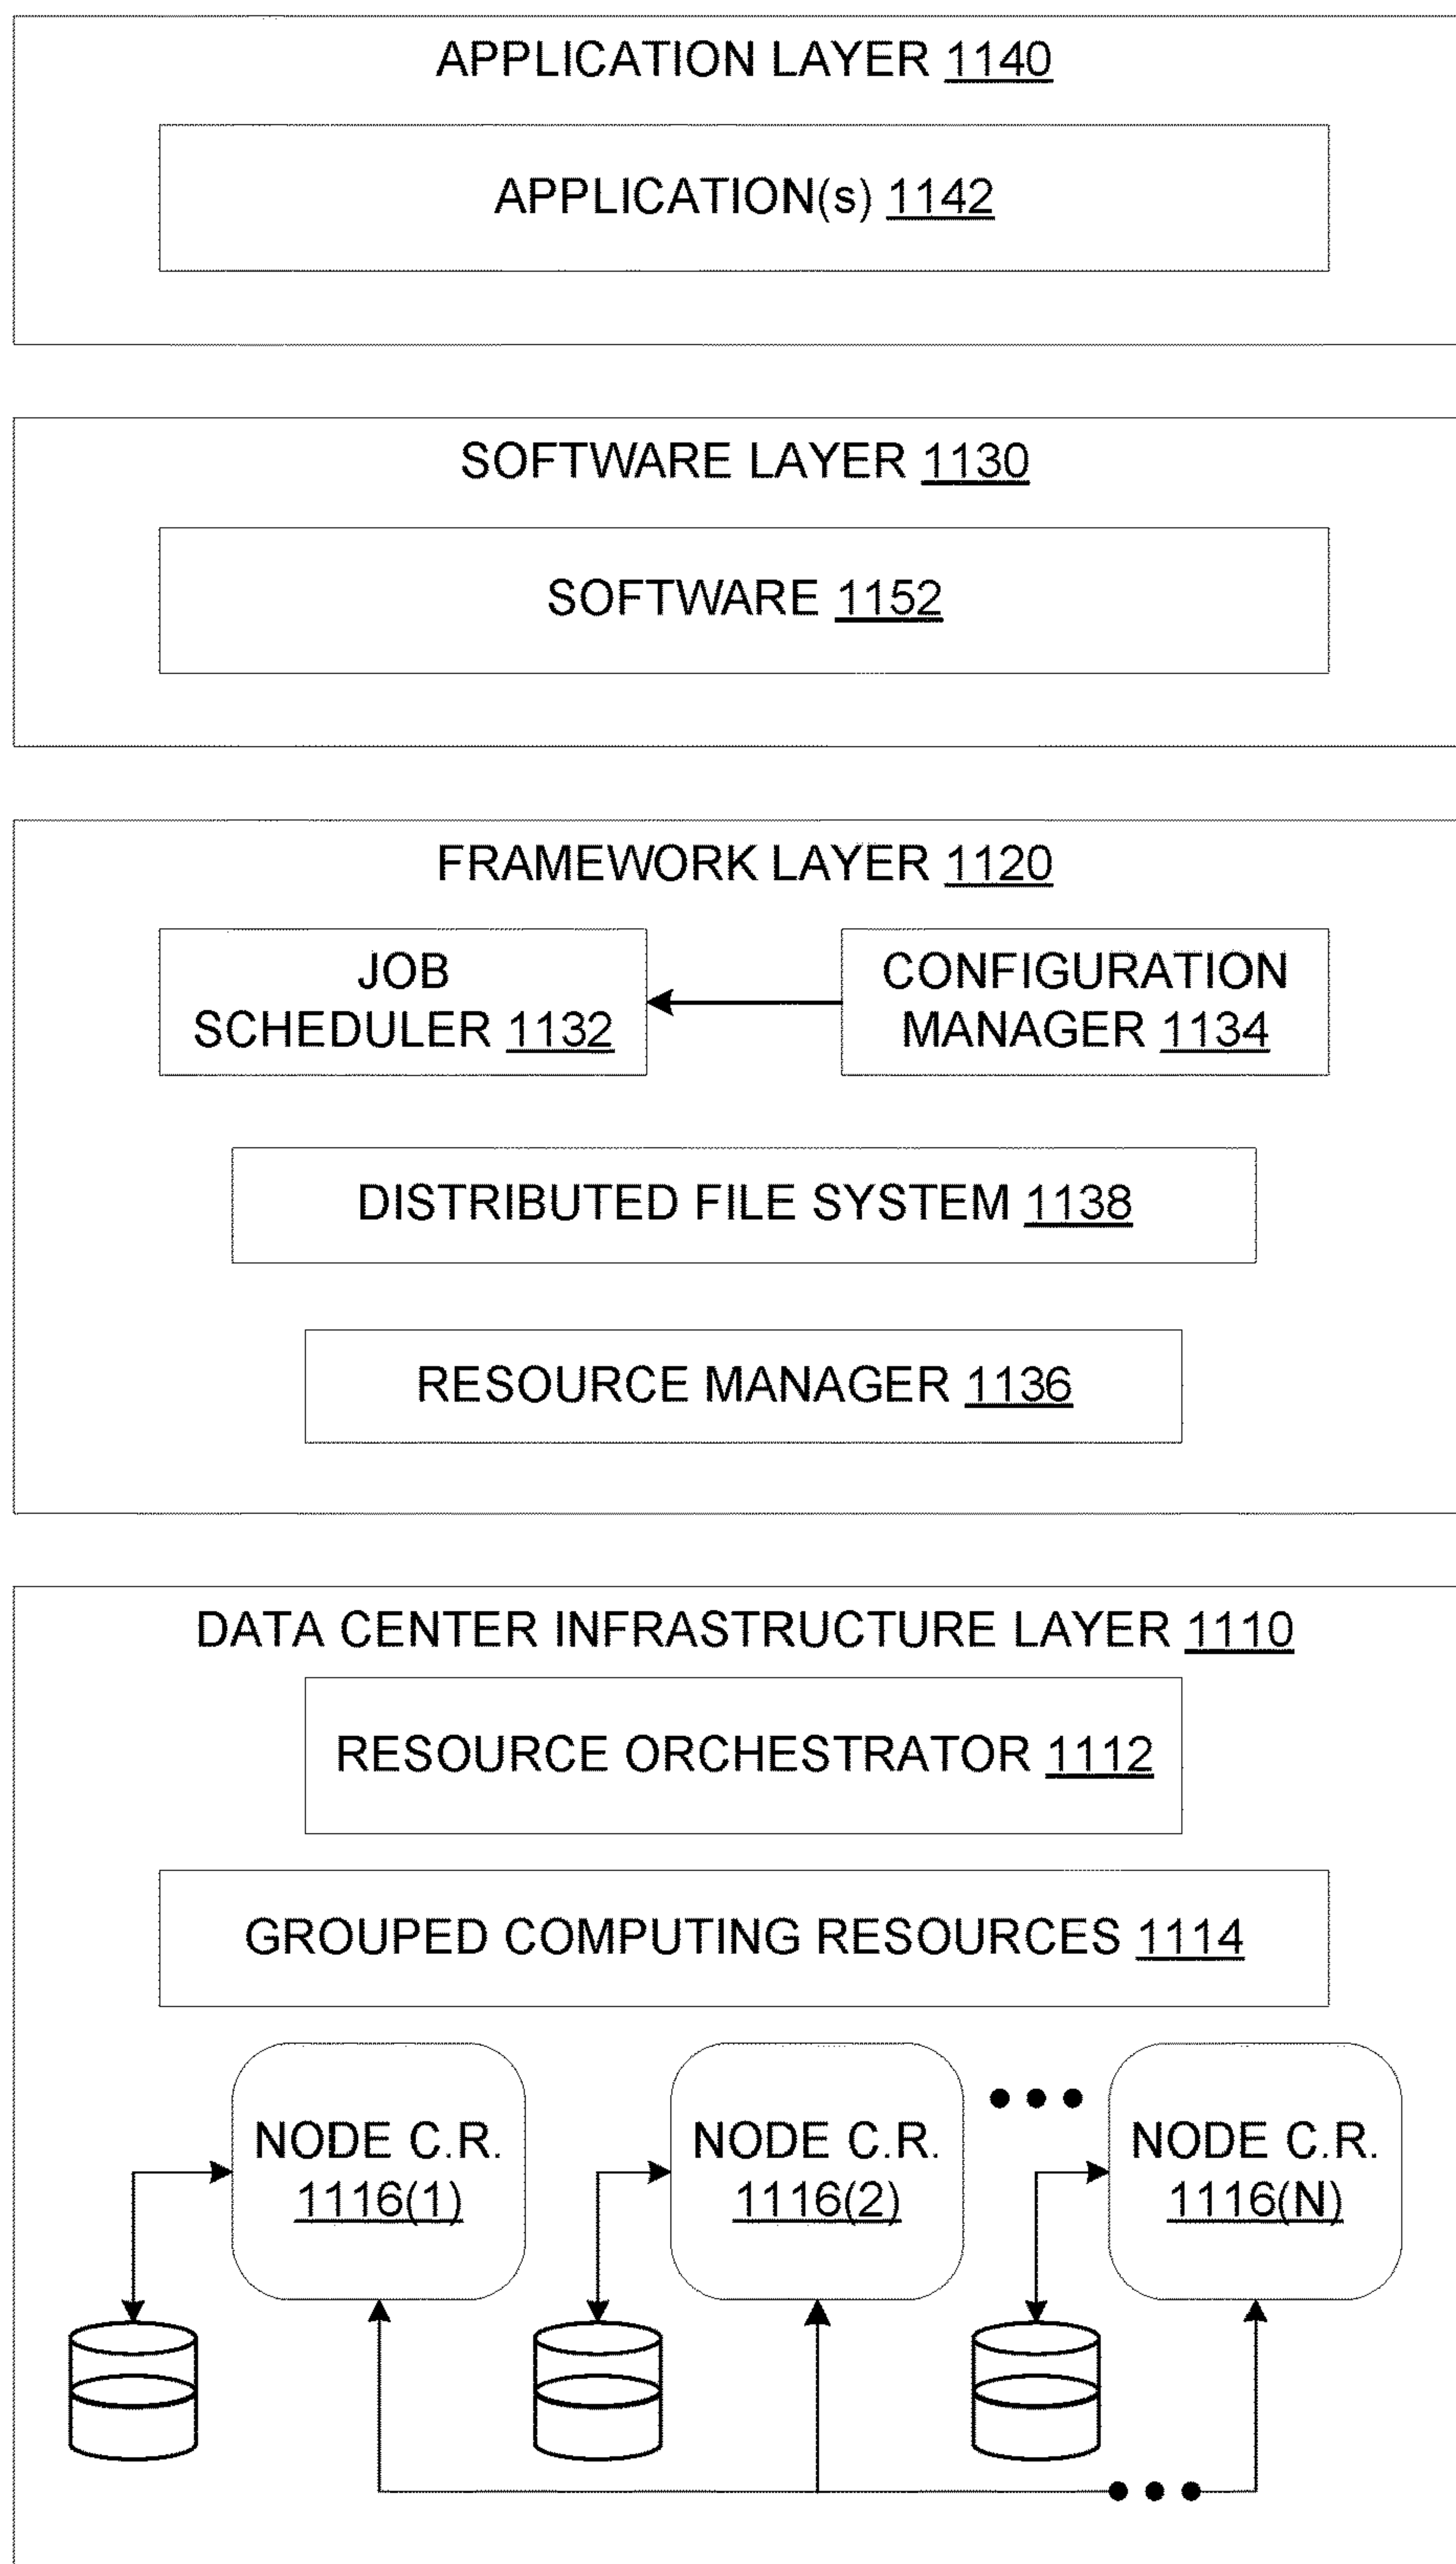 APPLICATION LAYER 1140
APPLICATION(s) 1142
SOFTWARE LAYER 1130
SOFTWARE 1152
FRAMEWORK LAYER 1120
JOB
SCHEDULER 1132
CONFIGURATION
MANAGER 1134
DISTRIBUTED FILE SYSTEM 1138
RESOURCE MANAGER 1136
DATA CENTER INFRASTRUCTURE LAYER 1110
RESOURCE ORCHESTRATOR 1112
GROUPED COMPUTING RESOURCES 1114
NODE C.R.
1116(1)
NODE C.R.
1116(2)
NODE C.R.
1116(N)